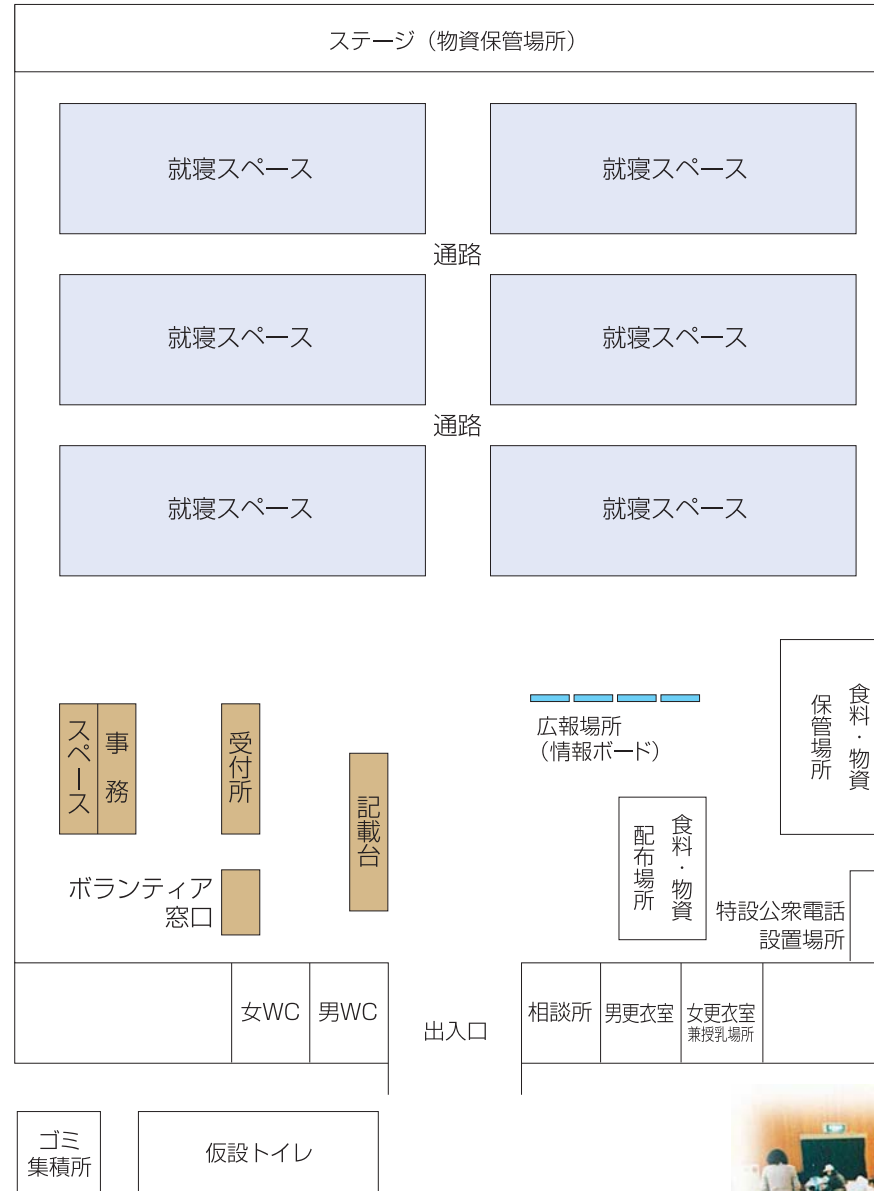 ステージ（物資保管場所）
就寝スペース
就寝スペース
通路
就寝スペース
就寝スペース
通路
就寝スペース
就寝スペース
事務
スペース
受付所
記載台
広報場所
（情報ボード）
食料・物資
保管場所
食料・物資
配布場所
ボランティア
窓口
特設公衆電話
設置場所
女WC
男WC
出入口
相談所
男更衣室
女更衣室
兼授乳場所
ゴミ
集積所
仮設トイレ